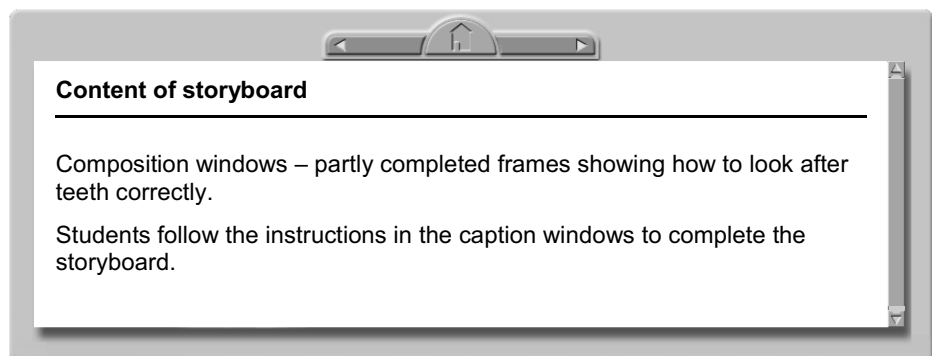 Content of storyboard
Composition windows – partly completed frames showing how to look after
teeth correctly.
Students follow the instructions in the caption windows to complete the
storyboard.